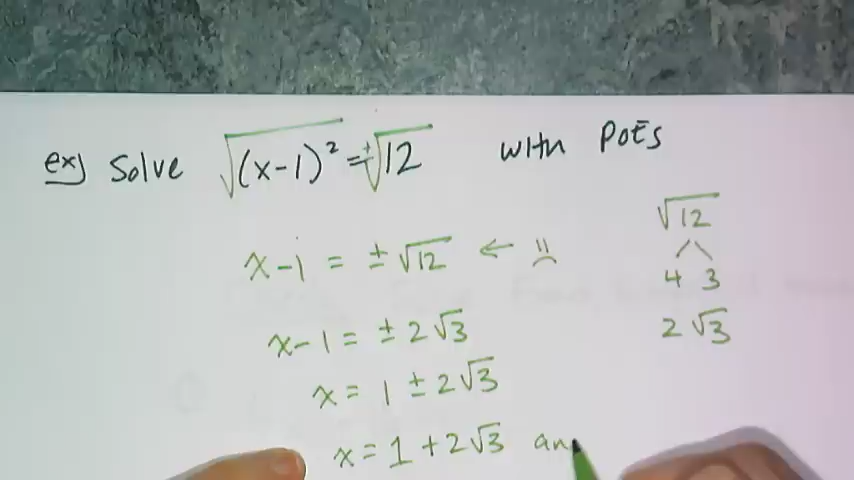 ex) Solve √(x-1)² = ±√12 with PoEs
x-1 = ±√12 ←
x-1 = ±2√3
x = 1 ± 2√3
x = 1 + 2√3 an
√12
4 3
2√3